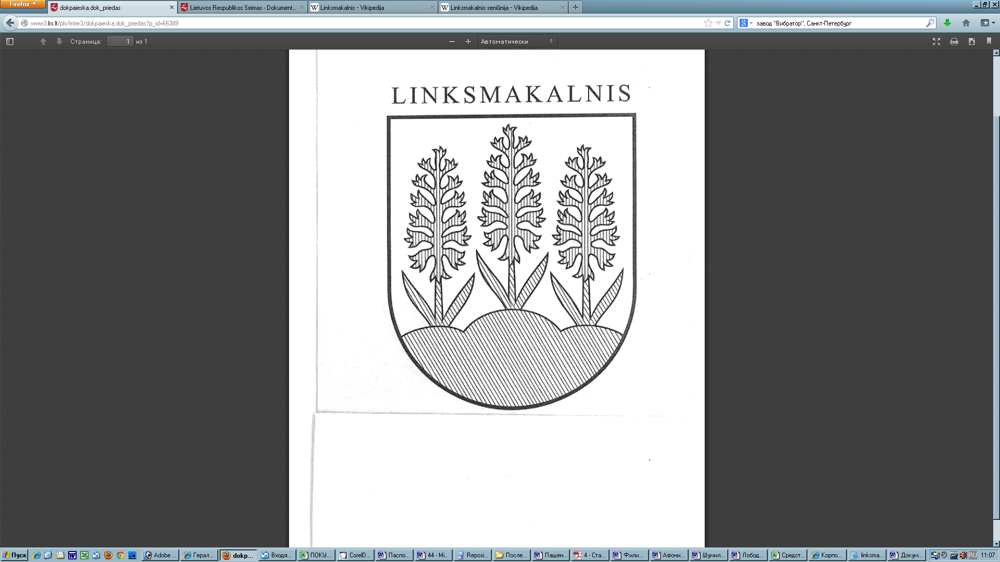 Firefox
dokpaieska.dok_priedas
Lietuvos Respublikos Seimas - Dokument...
Linksmakalnis - Vikipedija
Linksmakalnio seniūnija - Vikipedija
www3.lrs.lt/pls/inter3/dokpaieska.dok_priedas?p_id=66389
завод "Вибратор", Санкт-Петербург
Страница: 1 из 1
Автоматически
LINKSMAKALNIS
Пуск
Adobe ...
Герал...
dokp...
Входя...
ПОКУ...
CorelD...
Паспо...
44 - Mi...
Reposi...
После...
Пашен...
4 - Ста...
Фили...
Афони...
Шумил...
Лобод...
Средст...
Корпо...
linksma...
Докум...
RU
11:07